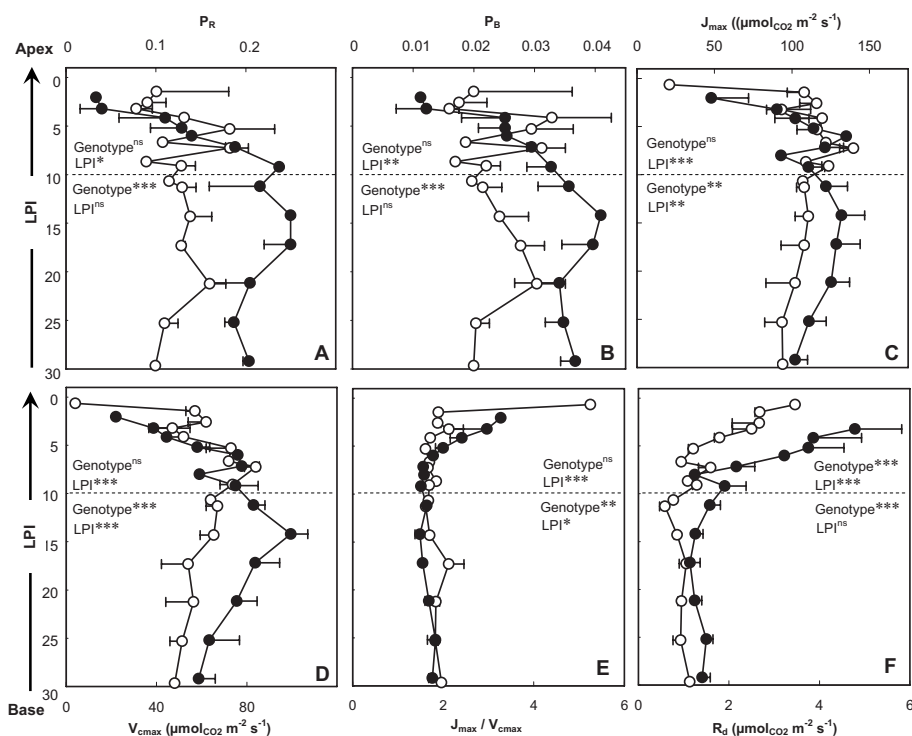 P_R P_B J_max ((µmol_CO2 m⁻² s⁻¹)
Apex 0 0.1 0.2 0 0.01 0.02 0.03 0.04 0 50 100 150
0
5
10
15
20
25
30
LPI
Genotype^ns
LPI*
Genotype***
LPI^ns
A
Genotype^ns
LPI**
Genotype***
LPI^ns
B
Genotype^ns
LPI***
Genotype**
LPI**
C
0
5
10
15
20
25
30
LPI
Genotype^ns
LPI***
Genotype***
LPI***
D
Genotype^ns
LPI***
Genotype**
LPI*
E
Genotype***
LPI***
Genotype***
LPI^ns
F
Base 0 40 80 120 0 2 4 6 0 2 4 6
V_cmax (µmol_CO2 m⁻² s⁻¹) J_max / V_cmax R_d (µmol_CO2 m⁻² s⁻¹)